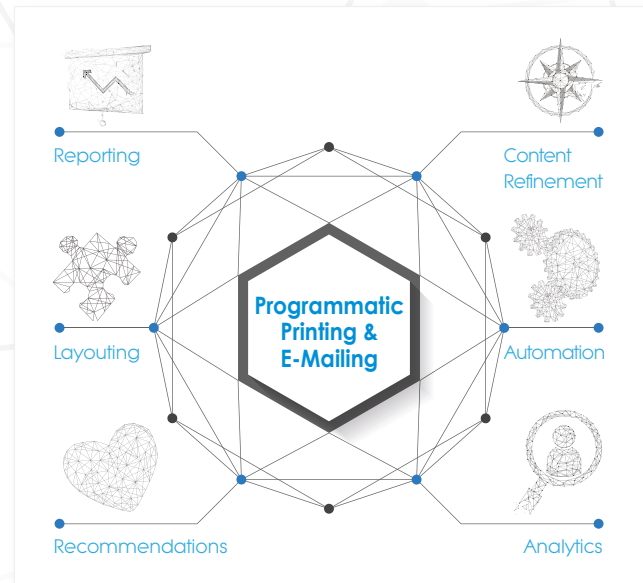 Reporting
Content
Refinement
Programmatic
Printing &
E-Mailing
Layouting
Automation
Recommendations
Analytics